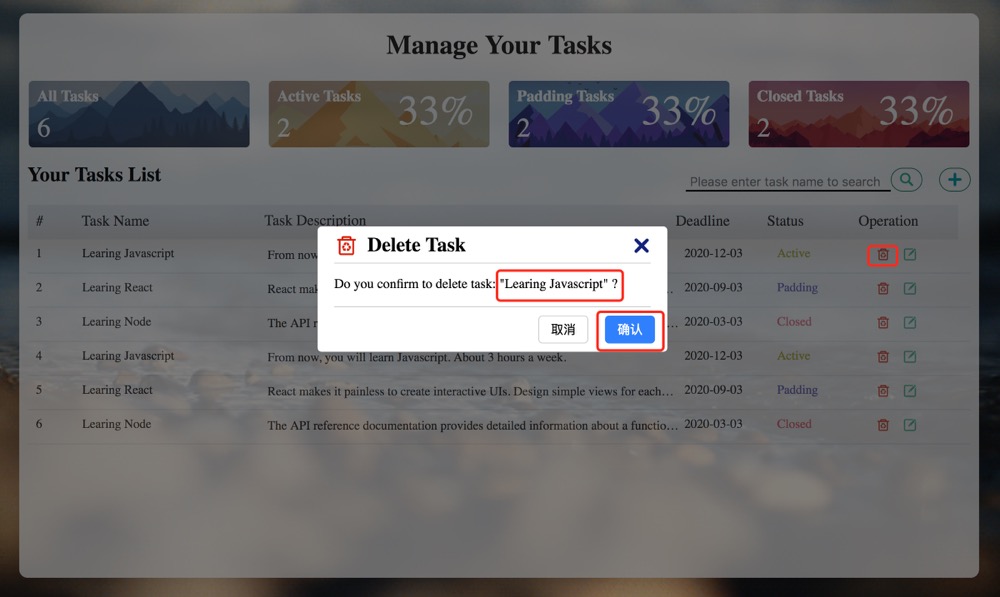 Manage Your Tasks
All Tasks
6
Active Tasks
2
33%
Padding Tasks
2
33%
Closed Tasks
2
33%
Your Tasks List
Please enter task name to search
# Task Name Task Description Deadline Status Operation
1 Learing Javascript From now 2020-12-03 Active
2 Learing React React mak … 2020-09-03 Padding
3 Learing Node The API r … 2020-03-03 Closed
4 Learing Javascript From now, you will learn Javascript. About 3 hours a week. 2020-12-03 Active
5 Learing React React makes it painless to create interactive UIs. Design simple views for each… 2020-09-03 Padding
6 Learing Node The API reference documentation provides detailed information about a functio… 2020-03-03 Closed
Delete Task
Do you confirm to delete task: "Learing Javascript" ?
取消 确认